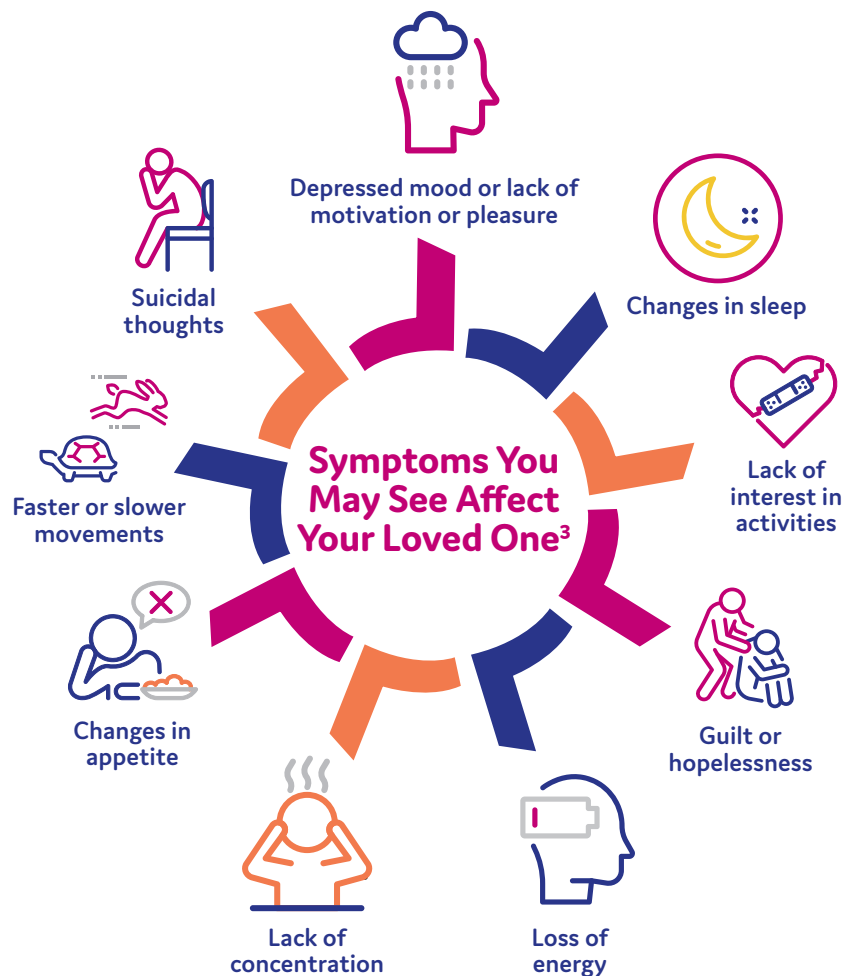 Symptoms You
May See Affect
Your Loved One³
Depressed mood or lack of
motivation or pleasure
Changes in sleep
Lack of
interest in
activities
Guilt or
hopelessness
Loss of
energy
Lack of
concentration
Changes in
appetite
Faster or slower
movements
Suicidal
thoughts